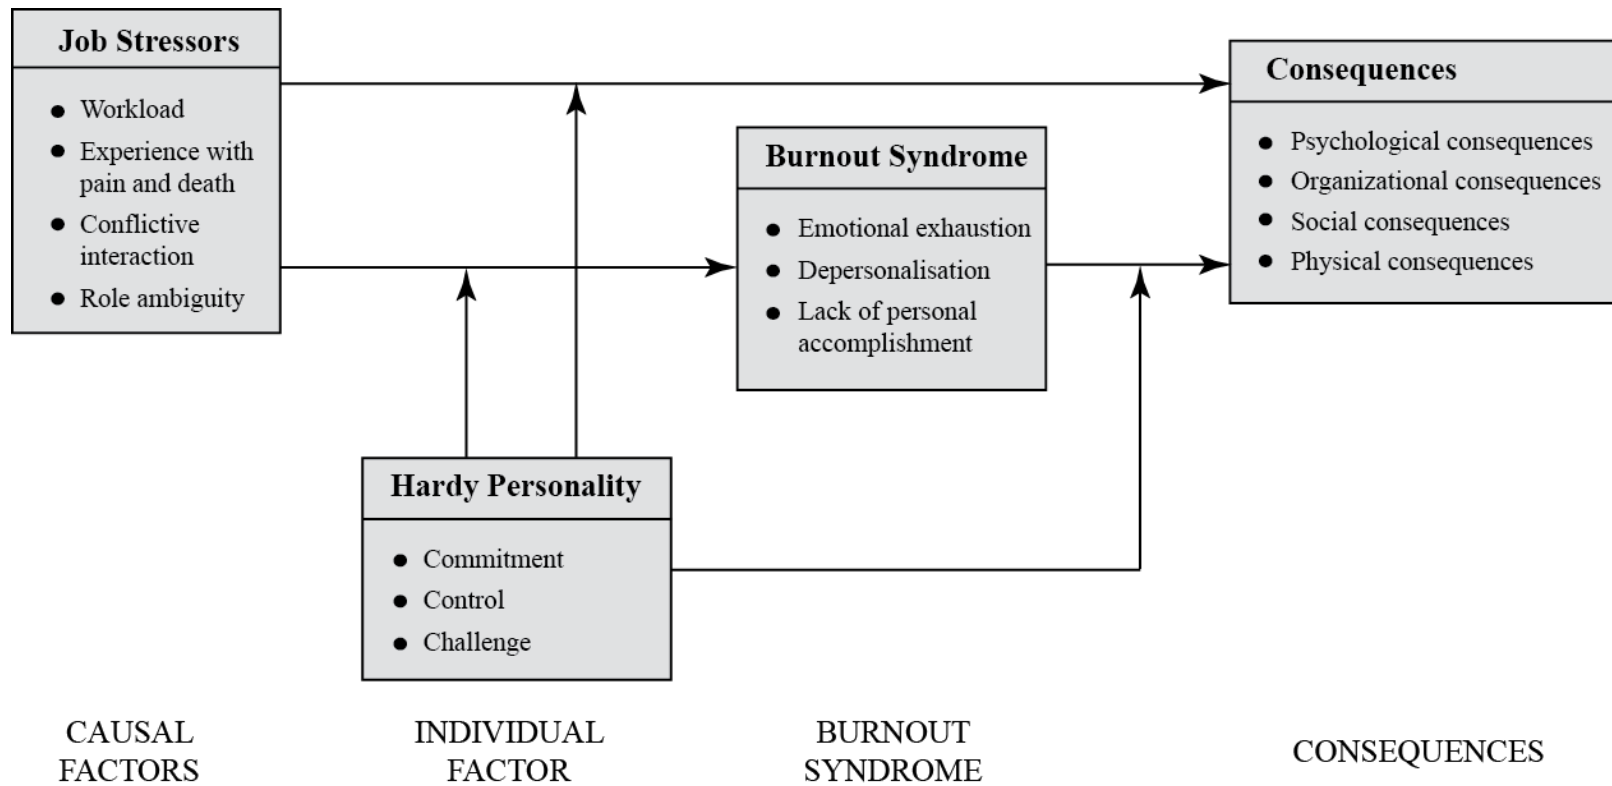 Job Stressors
● Workload
● Experience with
pain and death
● Conflictive
interaction
● Role ambiguity
Burnout Syndrome
● Emotional exhaustion
● Depersonalisation
● Lack of personal
accomplishment
Consequences
● Psychological consequences
● Organizational consequences
● Social consequences
● Physical consequences
Hardy Personality
● Commitment
● Control
● Challenge
CAUSAL
FACTORS
INDIVIDUAL
FACTOR
BURNOUT
SYNDROME
CONSEQUENCES